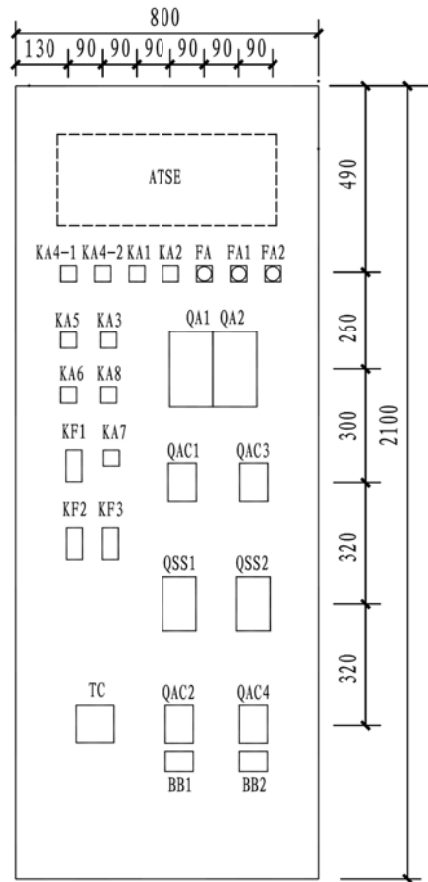 800
130 90 90 90 90 90 90
ATSE
490
KA4-1 KA4-2 KA1 KA2 FA FA1 FA2
KA5 KA3 QA1 QA2
260
KA6 KA8
300
2100
KF1 KA7 QAC1 QAC3
KF2 KF3
320
QSS1 QSS2
320
TC QAC2 QAC4
BB1 BB2